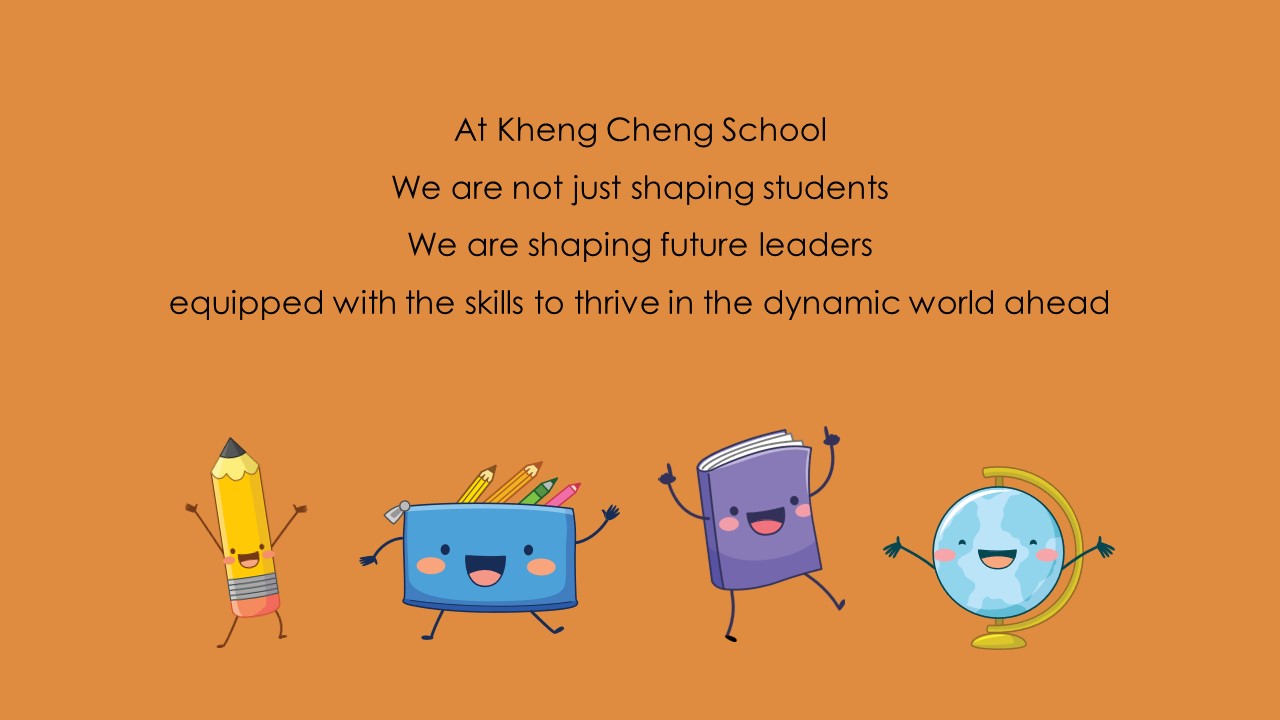 At Kheng Cheng School
We are not just shaping students
We are shaping future leaders
equipped with the skills to thrive in the dynamic world ahead